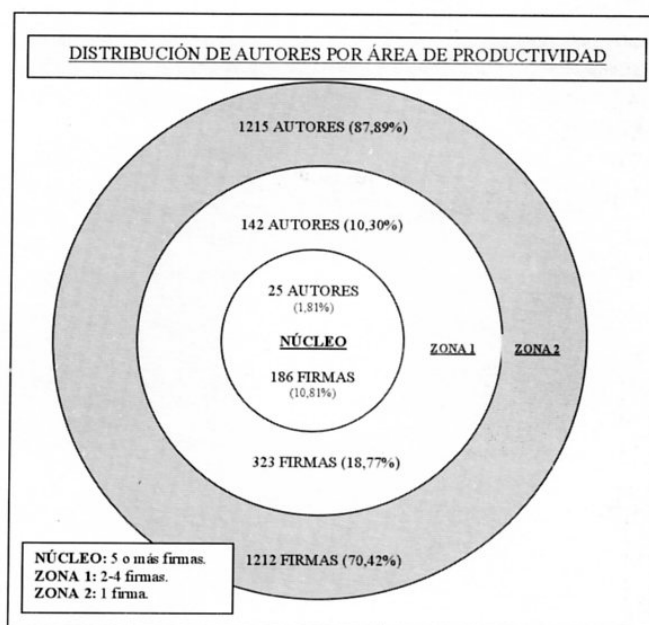 DISTRIBUCIÓN DE AUTORES POR ÁREA DE PRODUCTIVIDAD
1215 AUTORES (87,89%)
142 AUTORES (10,30%)
25 AUTORES
(1,81%)
NÚCLEO
ZONA 1
ZONA 2
186 FIRMAS
(10,81%)
323 FIRMAS (18,77%)
1212 FIRMAS (70,42%)
NÚCLEO: 5 o más firmas.
ZONA 1: 2-4 firmas.
ZONA 2: 1 firma.